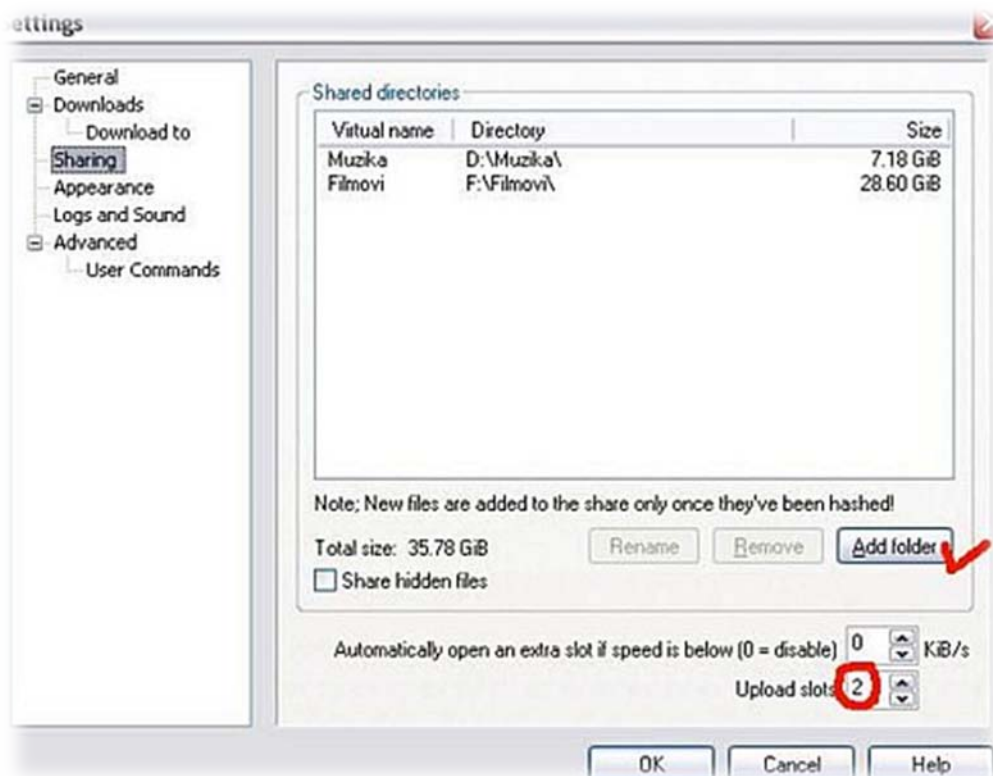 ettings
General
Downloads
Download to
Sharing
Appearance
Logs and Sound
Advanced
User Commands
Shared directories
Virtual name Directory Size
Muzika D:\Muzika\ 7.18 GiB
Filmovi F:\Filmovi\ 28.60 GiB
Note; New files are added to the share only once they've been hashed!
Total size: 35.78 GiB Rename Remove Add folder
Share hidden files
Automatically open an extra slot if speed is below (0 = disable) 0 KiB/s
Upload slots 2
OK Cancel Help